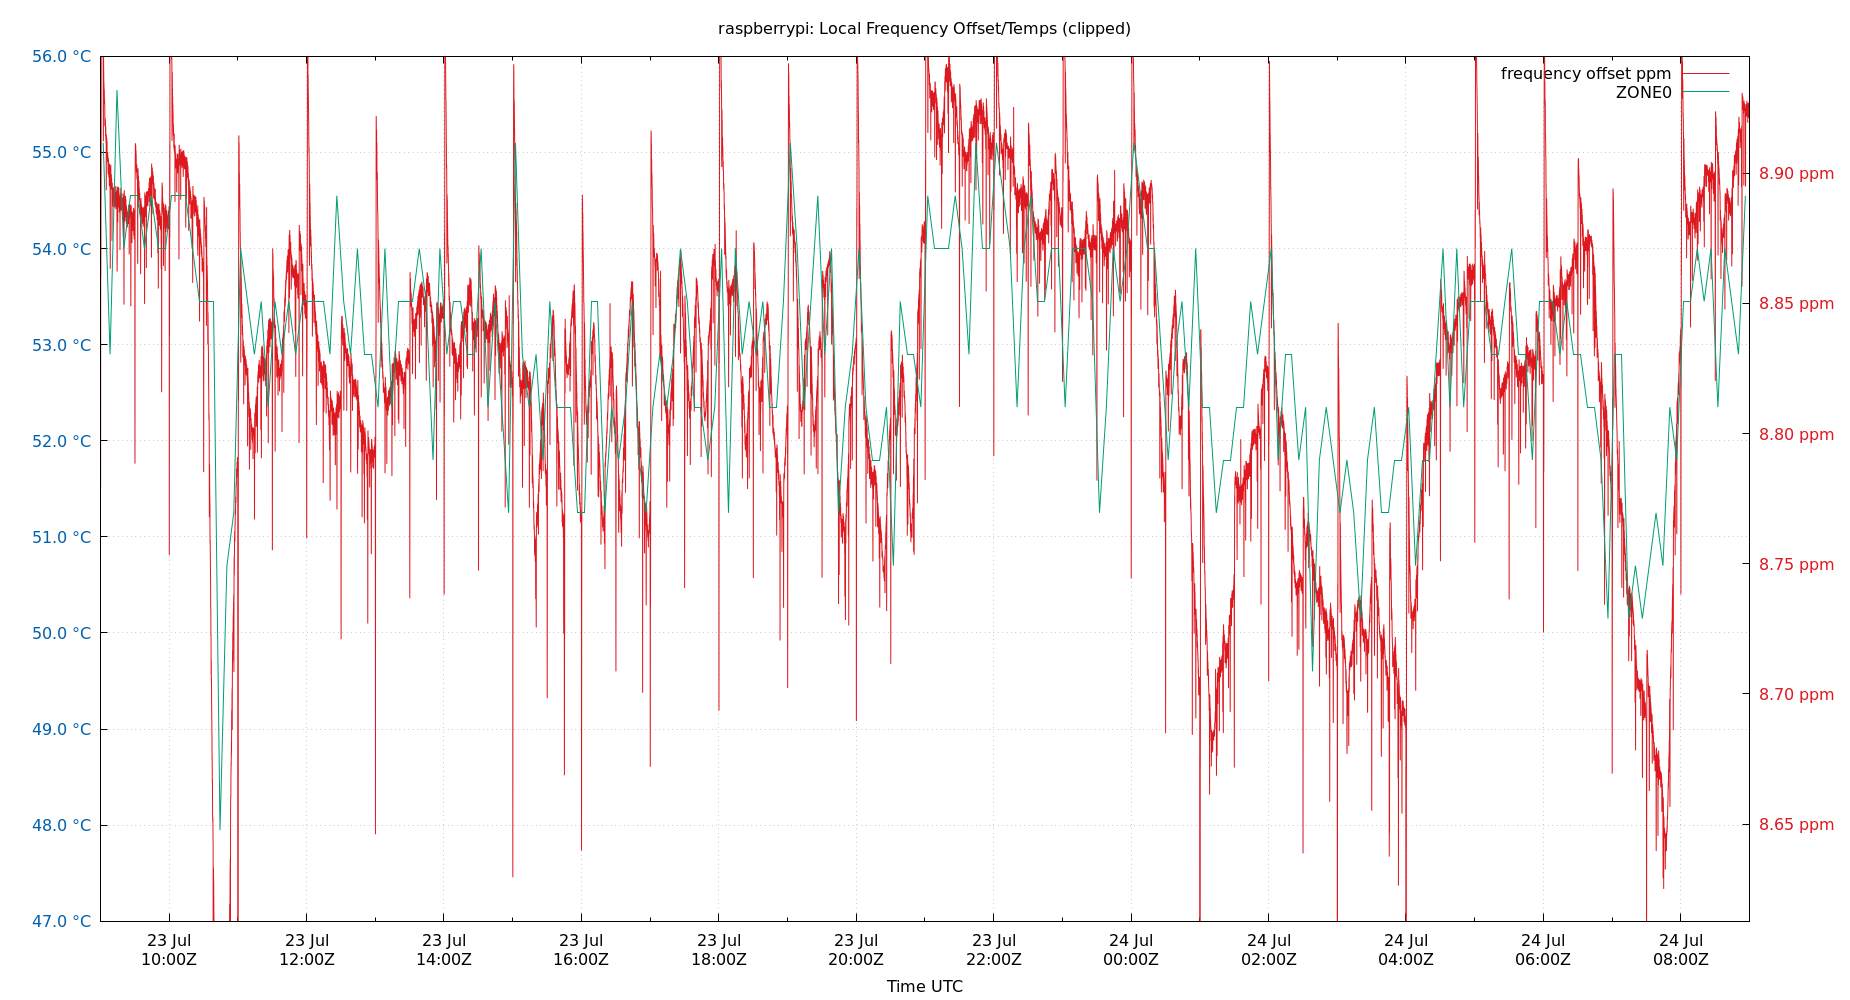 raspberrypi: Local Frequency Offset/Temps (clipped)
56.0 °C
frequency offset ppm
ZONE0
55.0 °C
8.90 ppm
54.0 °C
8.85 ppm
53.0 °C
52.0 °C
8.80 ppm
51.0 °C
8.75 ppm
50.0 °C
8.70 ppm
49.0 °C
48.0 °C
8.65 ppm
47.0 °C
23 Jul 23 Jul 23 Jul 23 Jul 23 Jul 23 Jul 23 Jul 24 Jul 24 Jul 24 Jul 24 Jul 24 Jul
10:00Z 12:00Z 14:00Z 16:00Z 18:00Z 20:00Z 22:00Z 00:00Z 02:00Z 04:00Z 06:00Z 08:00Z
Time UTC